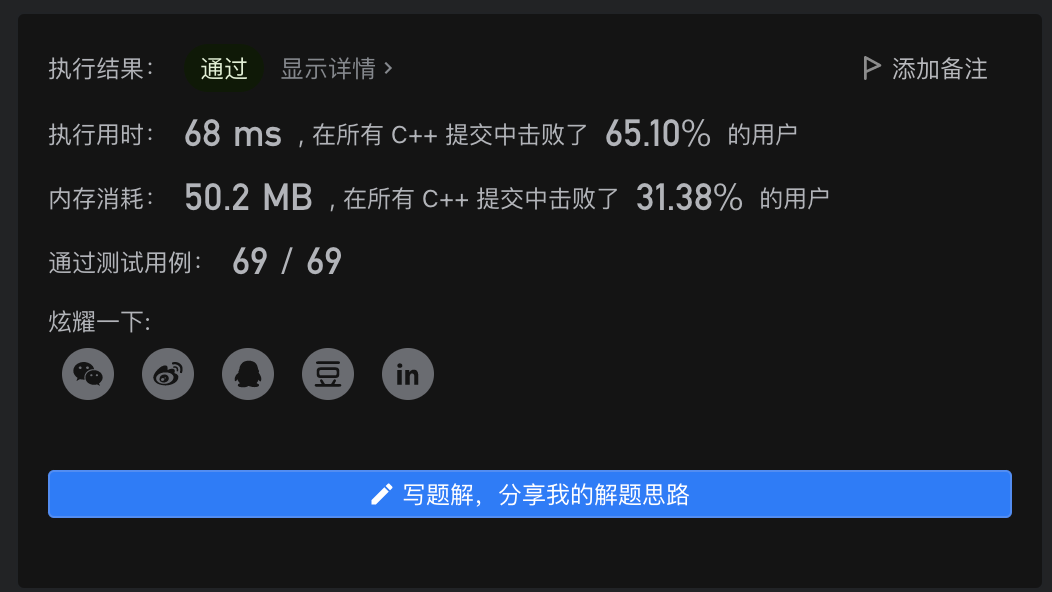 执行结果： 通过 显示详情 > 添加备注
执行用时： 68 ms , 在所有 C++ 提交中击败了 65.10% 的用户
内存消耗： 50.2 MB , 在所有 C++ 提交中击败了 31.38% 的用户
通过测试用例： 69 / 69
炫耀一下:
豆 in
写题解，分享我的解题思路